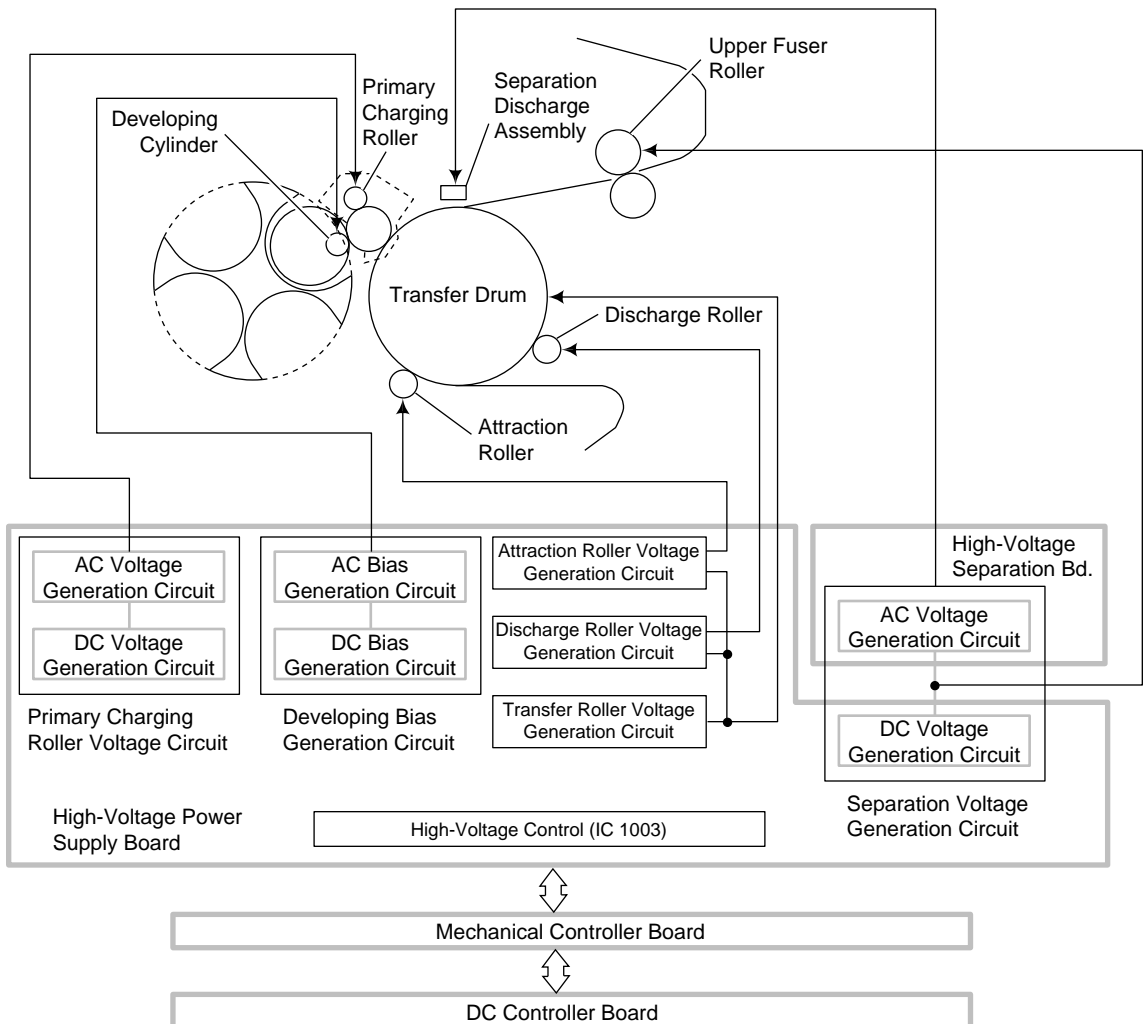 Upper Fuser
Roller
Separation
Discharge
Assembly
Primary
Charging
Roller
Developing
Cylinder
Transfer Drum
Discharge Roller
Attraction
Roller
AC Voltage
Generation Circuit
DC Voltage
Generation Circuit
Primary Charging
Roller Voltage Circuit
AC Bias
Generation Circuit
DC Bias
Generation Circuit
Developing Bias
Generation Circuit
Attraction Roller Voltage
Generation Circuit
Discharge Roller Voltage
Generation Circuit
Transfer Roller Voltage
Generation Circuit
High-Voltage
Separation Bd.
AC Voltage
Generation Circuit
DC Voltage
Generation Circuit
Separation Voltage
Generation Circuit
High-Voltage Power
Supply Board
High-Voltage Control (IC 1003)
Mechanical Controller Board
DC Controller Board